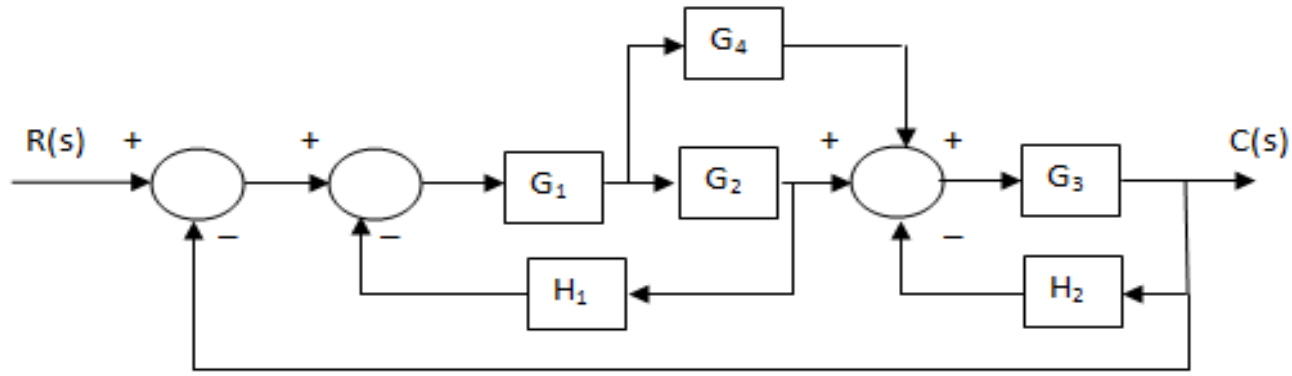 G₄
R(s) + + + + C(s)
G₁ G₂ G₃
− − −
H₁ H₂